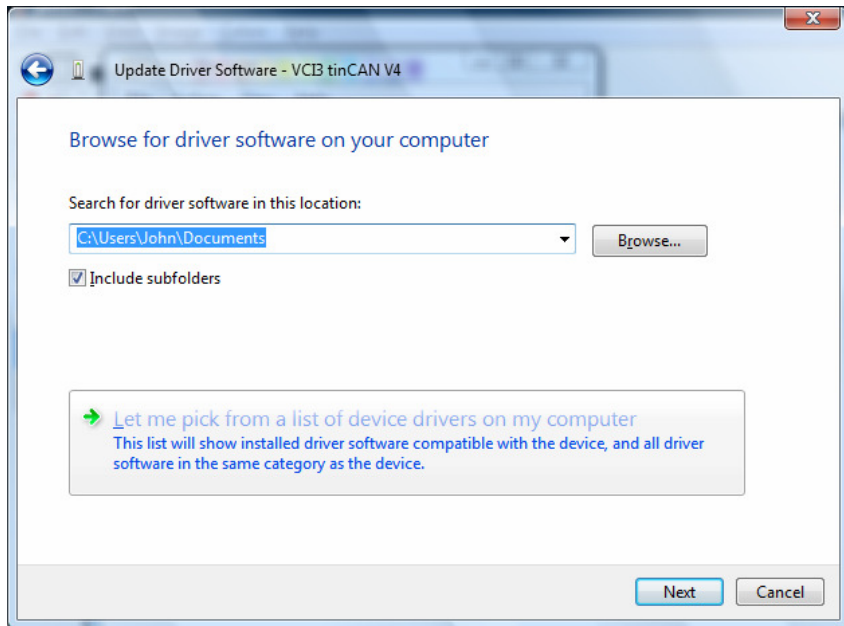 Update Driver Software - VCI3 tinCAN V4
Browse for driver software on your computer
Search for driver software in this location:
C:\Users\John\Documents
Browse...
Include subfolders
Let me pick from a list of device drivers on my computer
This list will show installed driver software compatible with the device, and all driver
software in the same category as the device.
Next
Cancel